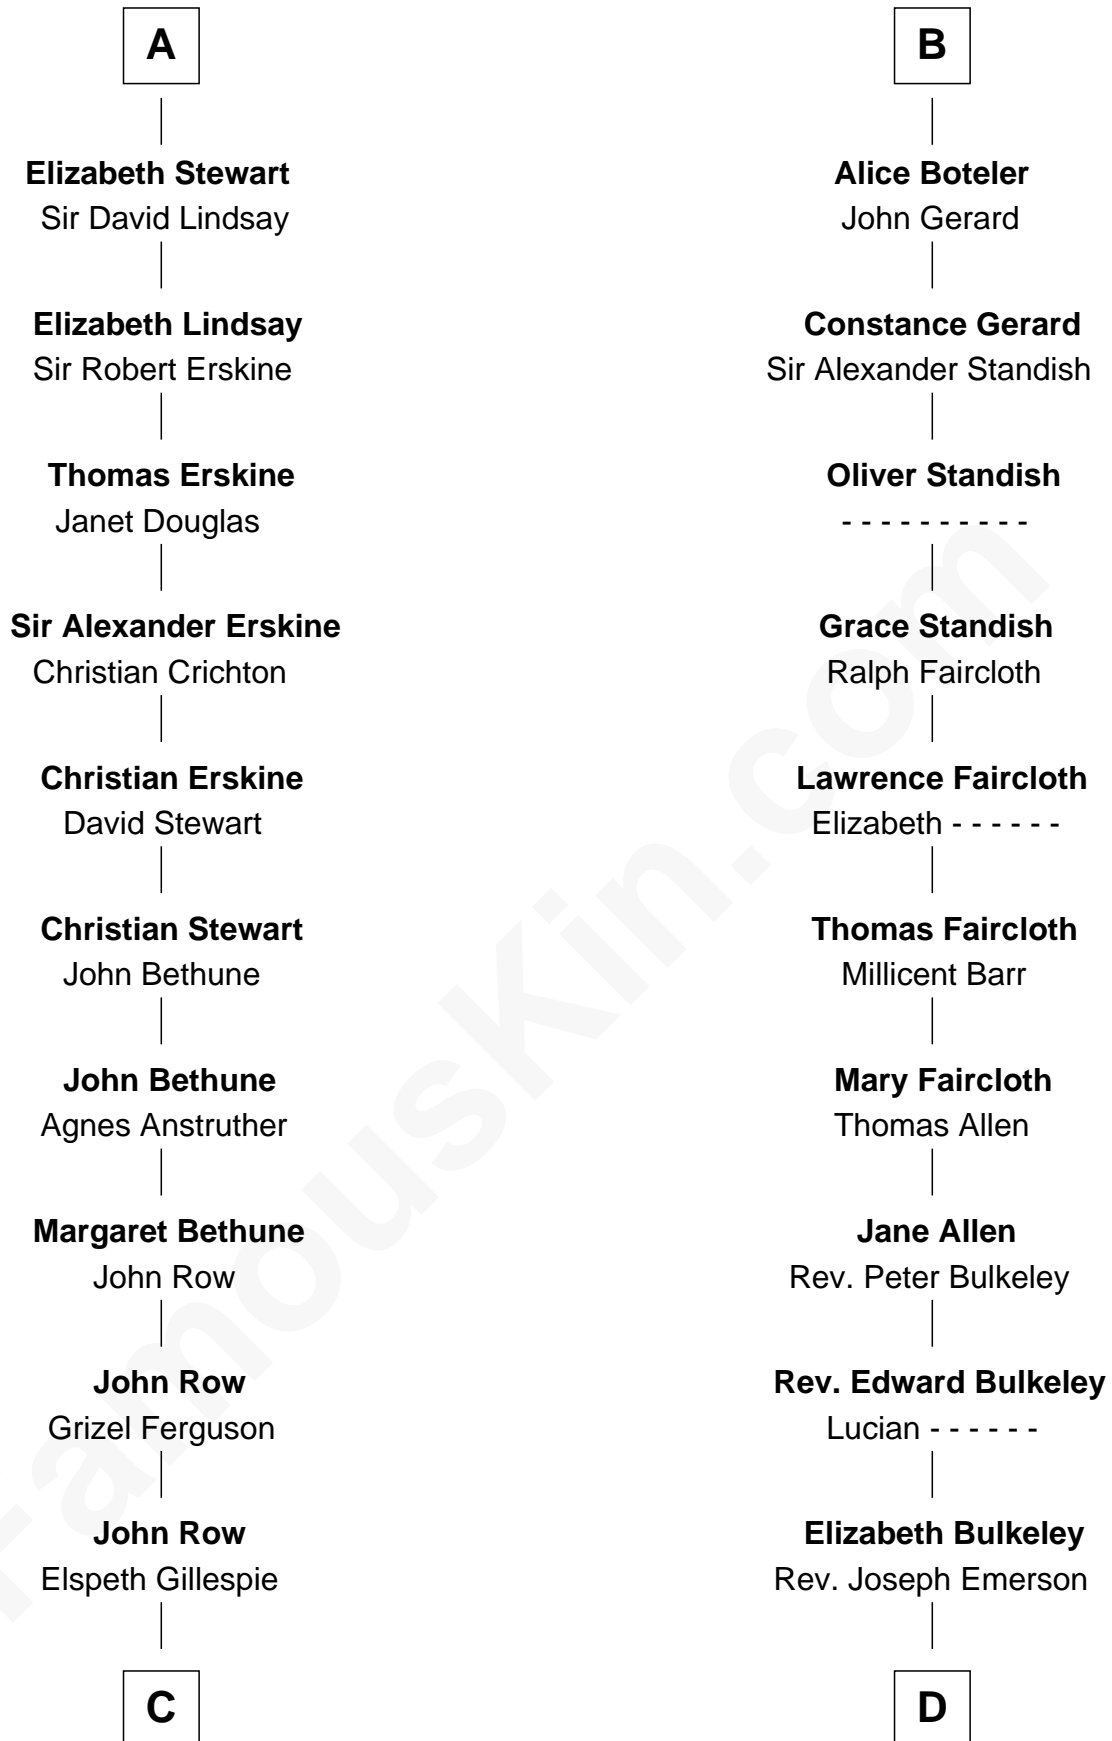 A
Elizabeth Stewart
Sir David Lindsay
Elizabeth Lindsay
Sir Robert Erskine
Thomas Erskine
Janet Douglas
Sir Alexander Erskine
Christian Crichton
Christian Erskine
David Stewart
Christian Stewart
John Bethune
John Bethune
Agnes Anstruther
Margaret Bethune
John Row
John Row
Grizel Ferguson
John Row
Elspeth Gillespie
C
B
Alice Boteler
John Gerard
Constance Gerard
Sir Alexander Standish
Oliver Standish
- - - - - - - - - -
Grace Standish
Ralph Faircloth
Lawrence Faircloth
Elizabeth - - - - - -
Thomas Faircloth
Millicent Barr
Mary Faircloth
Thomas Allen
Jane Allen
Rev. Peter Bulkeley
Rev. Edward Bulkeley
Lucian - - - - - -
Elizabeth Bulkeley
Rev. Joseph Emerson
D
FamousKin.com